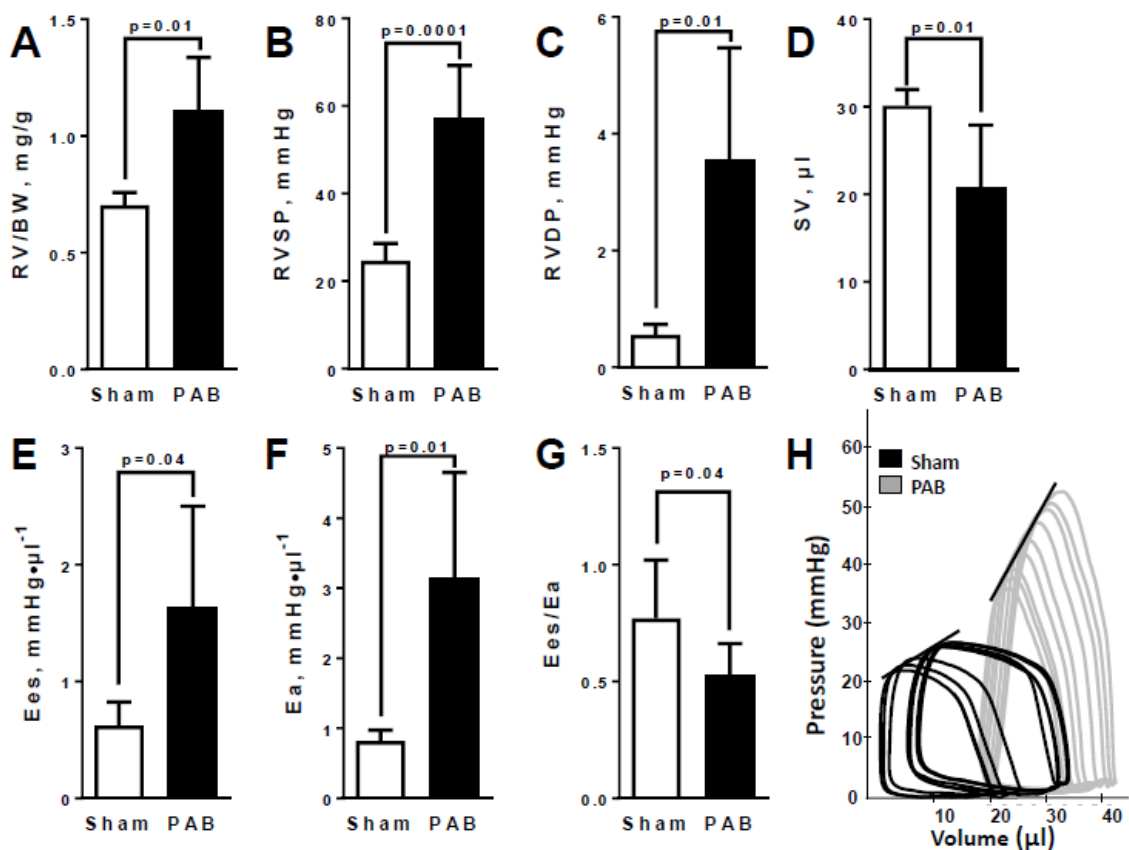 A
RV/BW, mg/g
1.5
1.0
0.5
0.0
p=0.01
Sham PAB
B
RVSP, mmHg
80
60
40
20
0
p=0.0001
Sham PAB
C
RVDP, mmHg
6
4
2
0
p=0.01
Sham PAB
D
SV, µl
40
30
20
10
0
p=0.01
Sham PAB
E
Ees, mmHg•µl⁻¹
3
2
1
0
p=0.04
Sham PAB
F
Ea, mmHg•µl⁻¹
5
4
3
2
1
0
p=0.01
Sham PAB
G
Ees/Ea
1.5
1.0
0.5
0.0
p=0.04
Sham PAB
H
Sham
PAB
Pressure (mmHg)
60
50
40
30
20
10
0
10 20 30 40
Volume (µl)